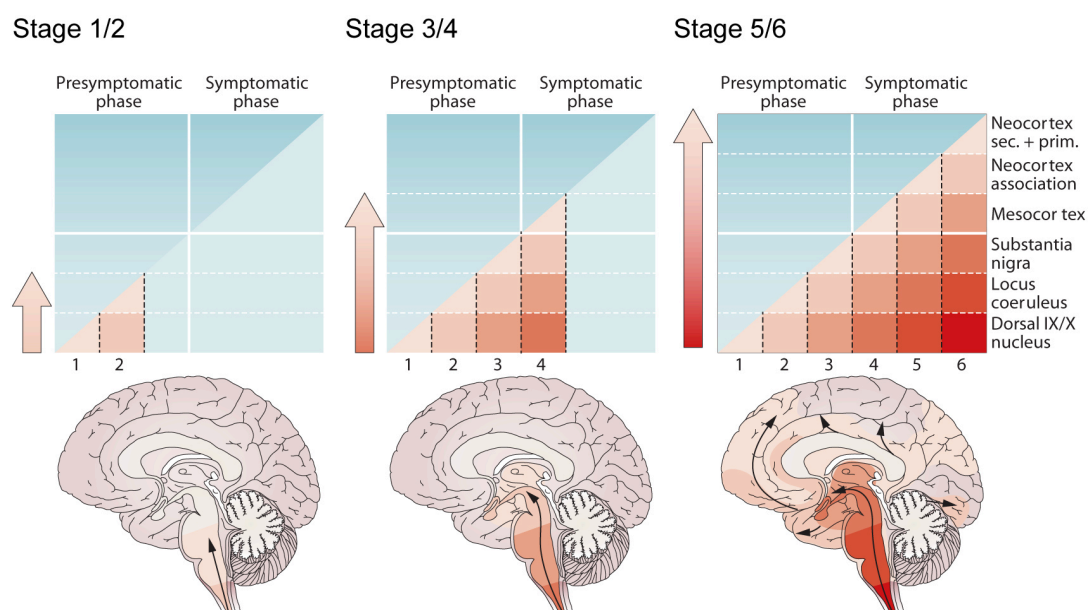 Stage 1/2
Presymptomatic
phase
Symptomatic
phase
1 2
Stage 3/4
Presymptomatic
phase
Symptomatic
phase
1 2 3 4
Stage 5/6
Presymptomatic
phase
Symptomatic
phase
Neocortex
sec. + prim.
Neocortex
association
Mesocor tex
Substantia
nigra
Locus
coeruleus
Dorsal IX/X
nucleus
1 2 3 4 5 6